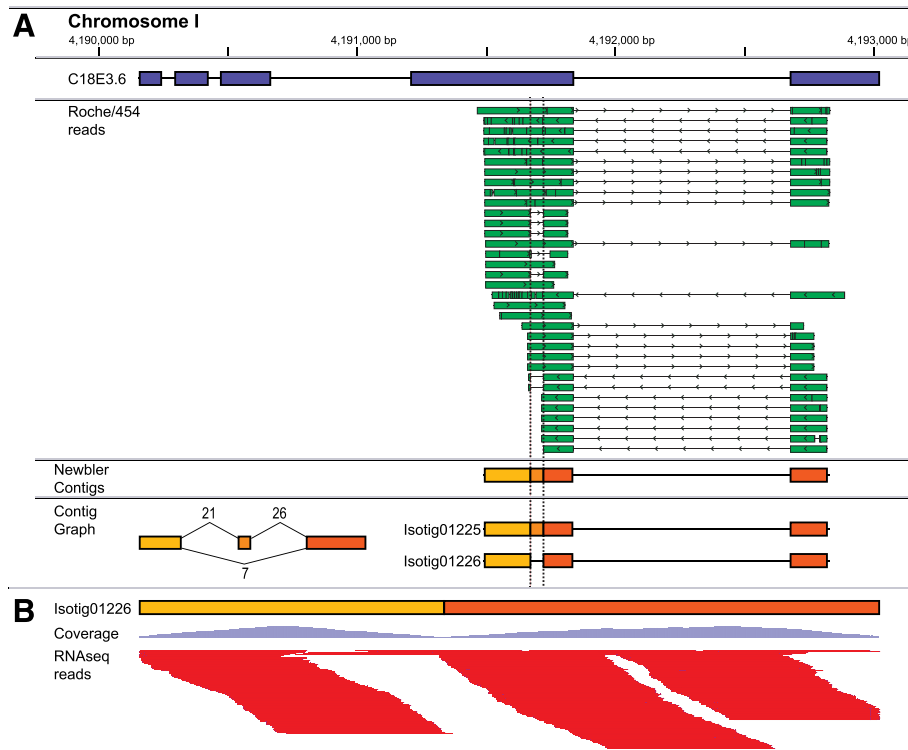 A
Chromosome I
4,190,000 bp 4,191,000 bp 4,192,000 bp 4,193,000 bp
C18E3.6
Roche/454
reads
Newbler
Contigs
Contig
Graph
21 26
7
Isotig01225
Isotig01226
B
Isotig01226
Coverage
RNAseq
reads